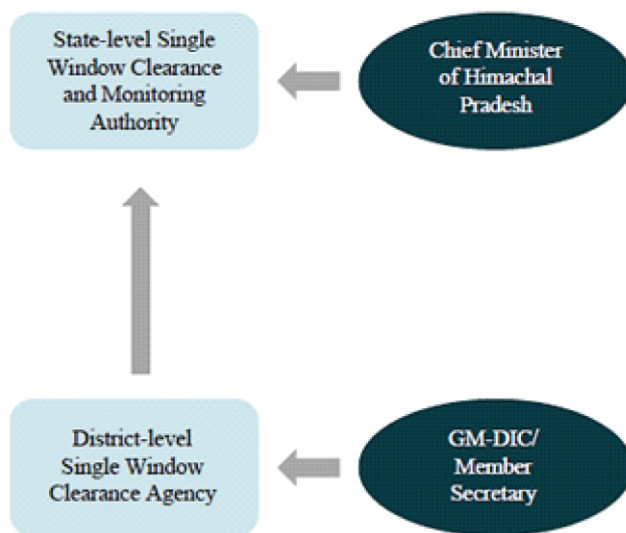 State-level Single
Window Clearance
and Monitoring
Authority
Chief Minister
of Himachal
Pradesh
District-level
Single Window
Clearance Agency
GM-DIC/
Member
Secretary